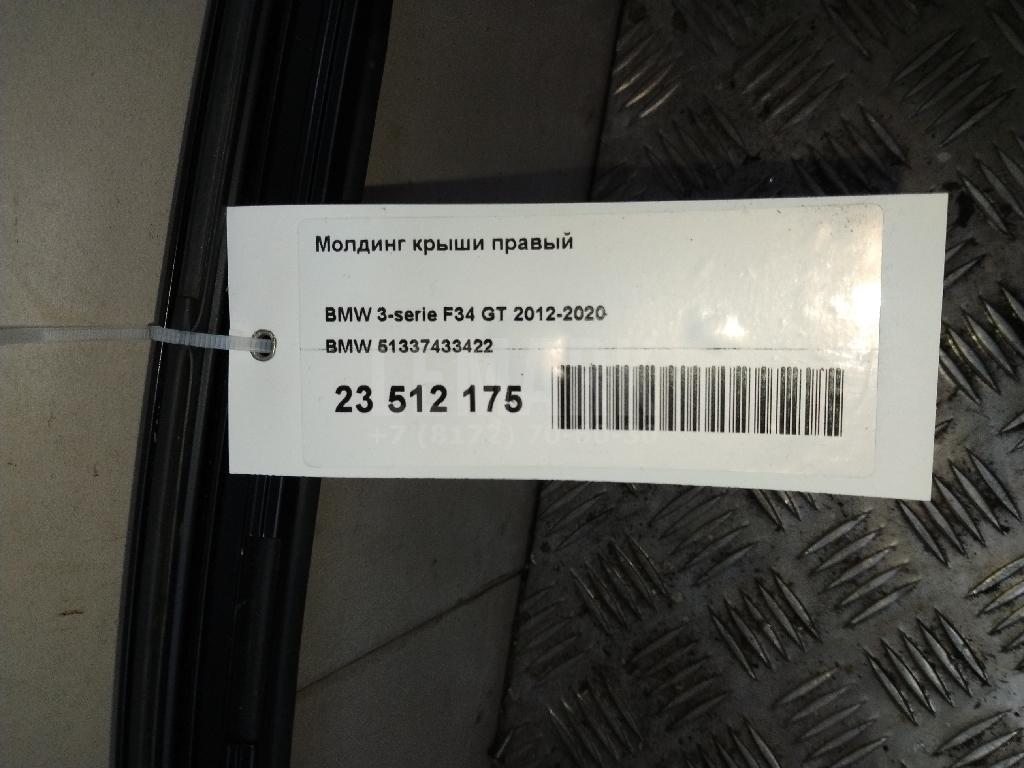 Молдинг крыши правый
BMW 3-serie F34 GT 2012-2020
BMW 51337433422
23 512 175